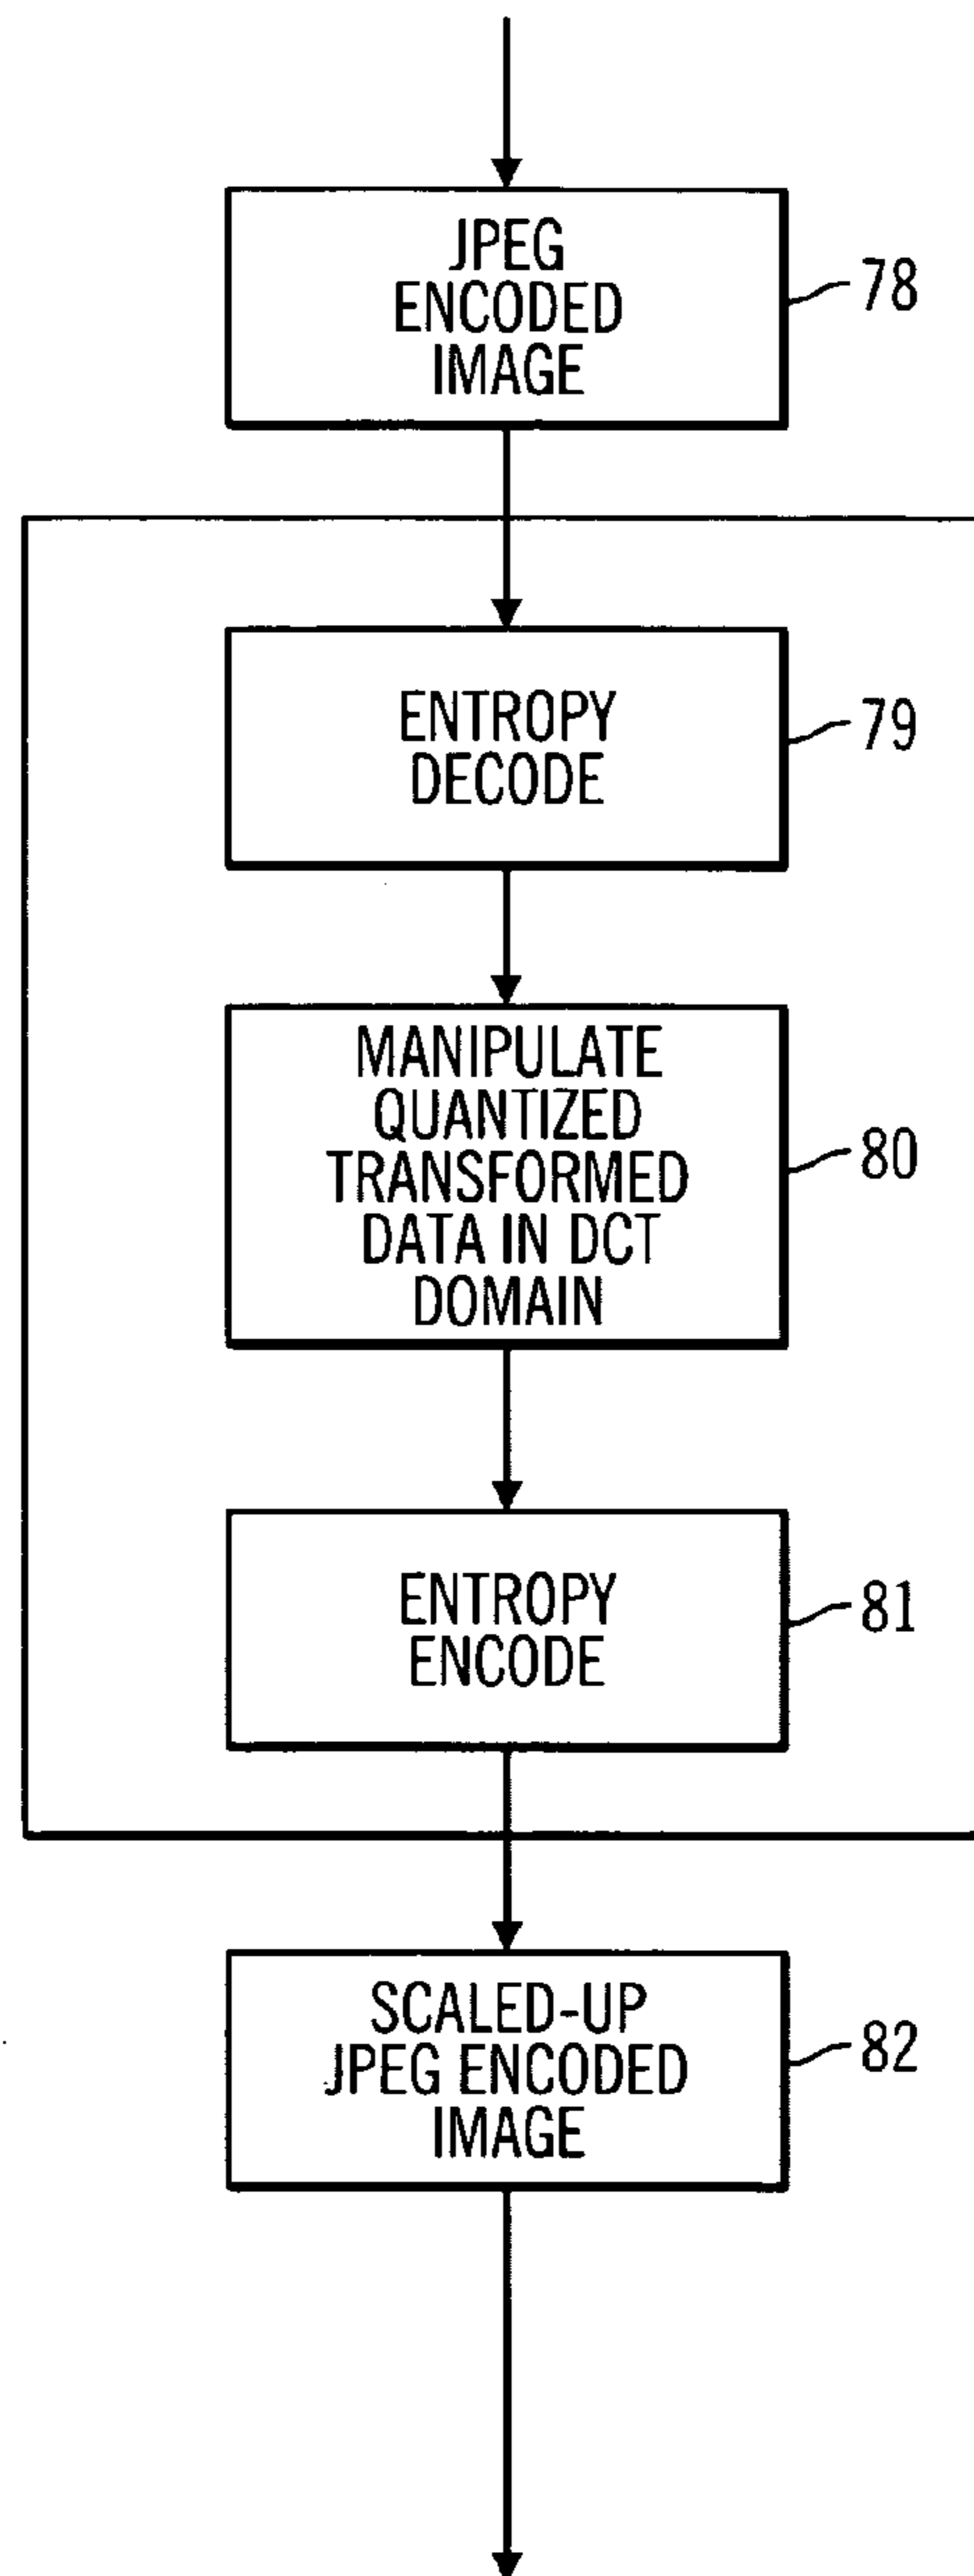 JPEG
ENCODED
IMAGE
78
ENTROPY
DECODE
79
MANIPULATE
QUANTIZED
TRANSFORMED
DATA IN DCT
DOMAIN
80
ENTROPY
ENCODE
81
SCALED-UP
JPEG ENCODED
IMAGE
82